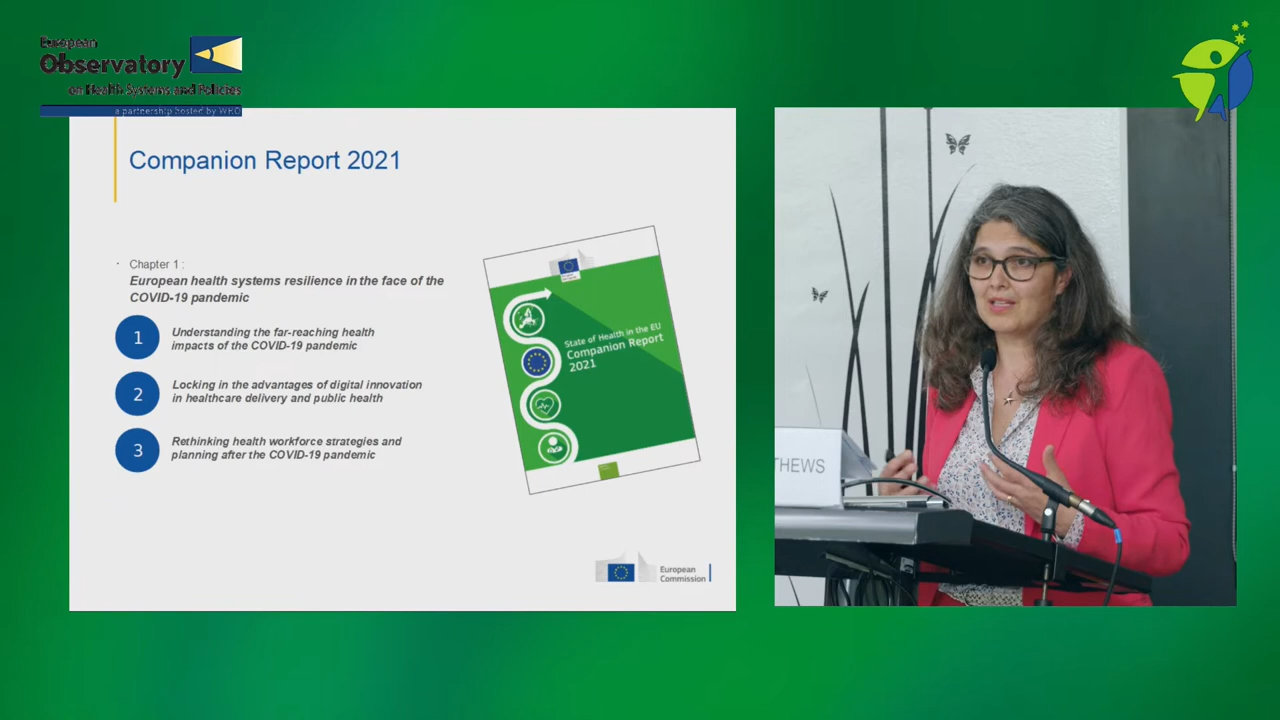 European
Observatory
on Health Systems and Policies
a partnership hosted by WHO
Companion Report 2021
· Chapter 1 :
European health systems resilience in the face of the
COVID-19 pandemic
1
Understanding the far-reaching health
impacts of the COVID-19 pandemic
2
Locking in the advantages of digital innovation
in healthcare delivery and public health
3
Rethinking health workforce strategies and
planning after the COVID-19 pandemic
State of Health in the EU
Companion Report
2021
European
Commission
THEWS